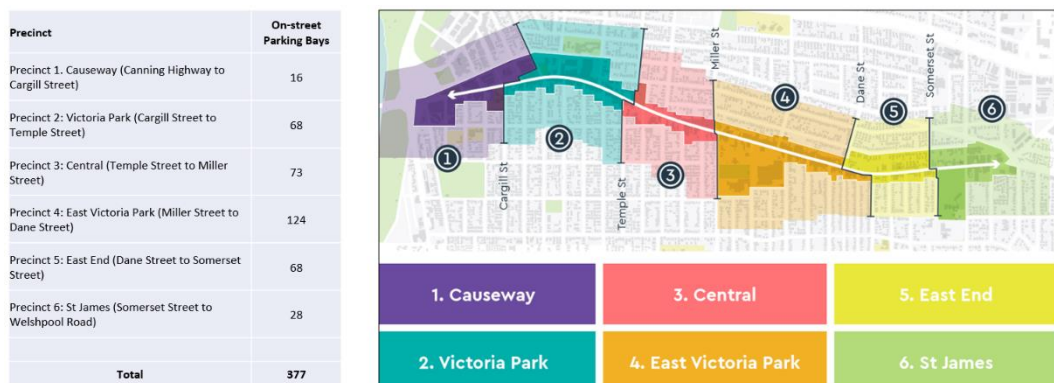 Precinct
On-street
Parking Bays
Precinct 1. Causeway (Canning Highway to
Cargill Street)
16
Precinct 2: Victoria Park (Cargill Street to
Temple Street)
68
Precinct 3: Central (Temple Street to Miller
Street)
73
Precinct 4: East Victoria Park (Miller Street to
Dane Street)
124
Precinct 5: East End (Dane Street to Somerset
Street)
68
Precinct 6: St James (Somerset Street to
Welshpool Road)
28
Total
377
Cargill St
Temple St
Miller St
Dane St
Somerset St
1
2
3
4
5
6
1. Causeway
3. Central
5. East End
2. Victoria Park
4. East Victoria Park
6. St James